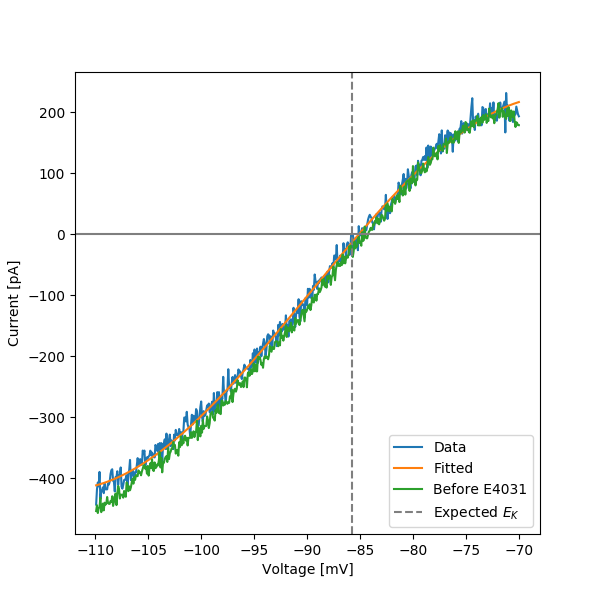 200
100
0
−100
−200
−300
−400
Current [pA]
Data
Fitted
Before E4031
Expected E_K
−110 −105 −100 −95 −90 −85 −80 −75 −70
Voltage [mV]